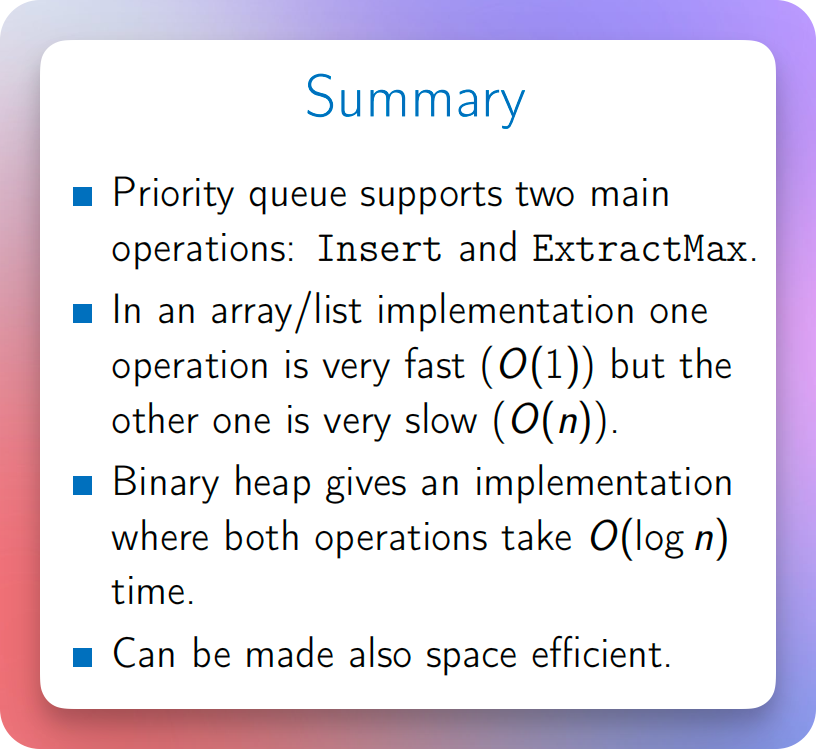 Summary
Priority queue supports two main
operations: Insert and ExtractMax.
In an array/list implementation one
operation is very fast (O(1)) but the
other one is very slow (O(n)).
Binary heap gives an implementation
where both operations take O(log n)
time.
Can be made also space efficient.